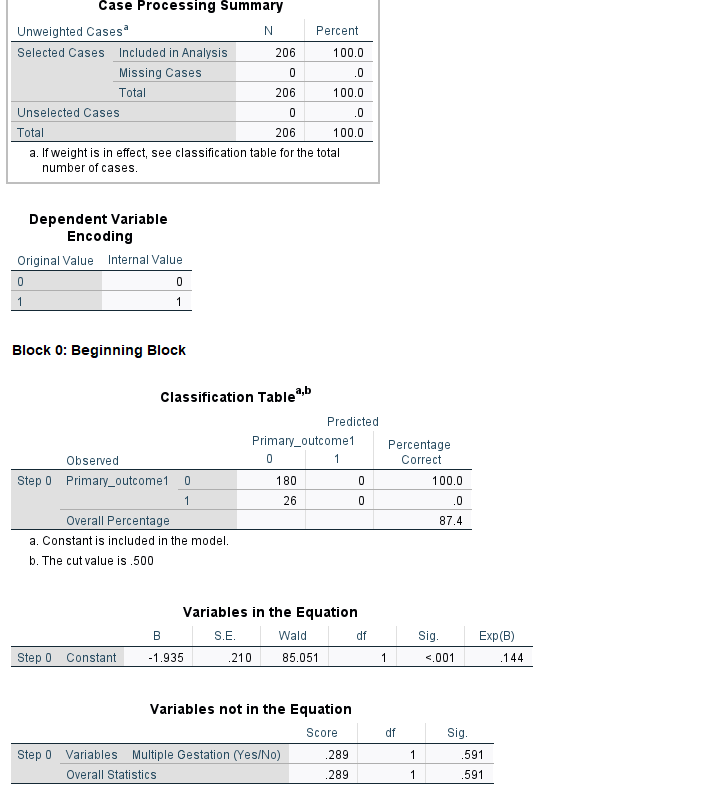 Case Processing Summary
Unweighted Casesa N Percent
Selected Cases Included in Analysis 206 100.0
Missing Cases 0 .0
Total 206 100.0
Unselected Cases 0 .0
Total 206 100.0
a. If weight is in effect, see classification table for the total
number of cases.
Dependent Variable
Encoding
Original Value Internal Value
0 0
1 1
Block 0: Beginning Block
Classification Tablea,b
Predicted
Primary_outcome1 Percentage
Observed 0 1 Correct
Step 0 Primary_outcome1 0 180 0 100.0
1 26 0 .0
Overall Percentage 87.4
a. Constant is included in the model.
b. The cut value is .500
Variables in the Equation
B S.E. Wald df Sig. Exp(B)
Step 0 Constant -1.935 .210 85.051 1 <.001 .144
Variables not in the Equation
Score df Sig.
Step 0 Variables Multiple Gestation (Yes/No) .289 1 .591
Overall Statistics .289 1 .591